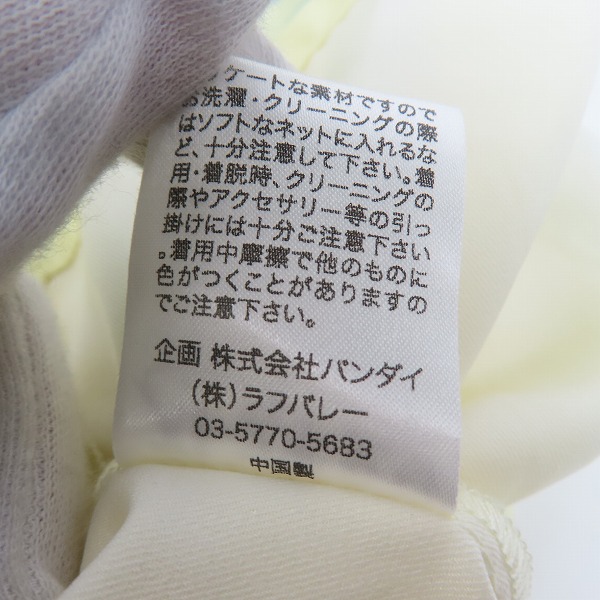 ケートな素材ですので
お洗濯・クリーニングの際
はソフトなネットに入れるな
ど、十分注意して下さい。着
用・着脱時、クリーニングの
際やアクセサリー等の引っ
掛けには十分ご注意下さい
。着用中摩擦で他のものに
色がつくことがありますの
でご注意下さい。
企画 株式会社バンダイ
(株)ラフバレー
03-5770-5683
中国製